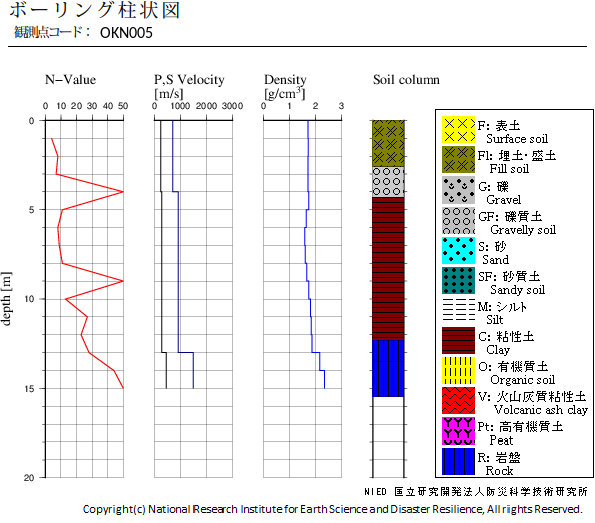 ボーリング柱状図
観測点コード： OKN005
N−Value
P,S Velocity
[m/s]
Density
[g/cm³]
Soil column
0 10 20 30 40 50
0 1000 2000 3000
0 1 2 3
0
5
10
15
20
depth [m]
F: 表土
Surface soil
Fl: 埋土・盛土
Fill soil
G: 礫
Gravel
GF: 礫質土
Gravelly soil
S: 砂
Sand
SF: 砂質土
Sandy soil
M: シルト
Silt
C: 粘性土
Clay
O: 有機質土
Organic soil
V: 火山灰質粘性土
Volcanic ash clay
Pt: 高有機質土
Peat
R: 岩盤
Rock
NIED 国立研究開発法人防災科学技術研究所
Copyright(c) National Research Institute for Earth Science and Disaster Resilience, All rights Reserved.